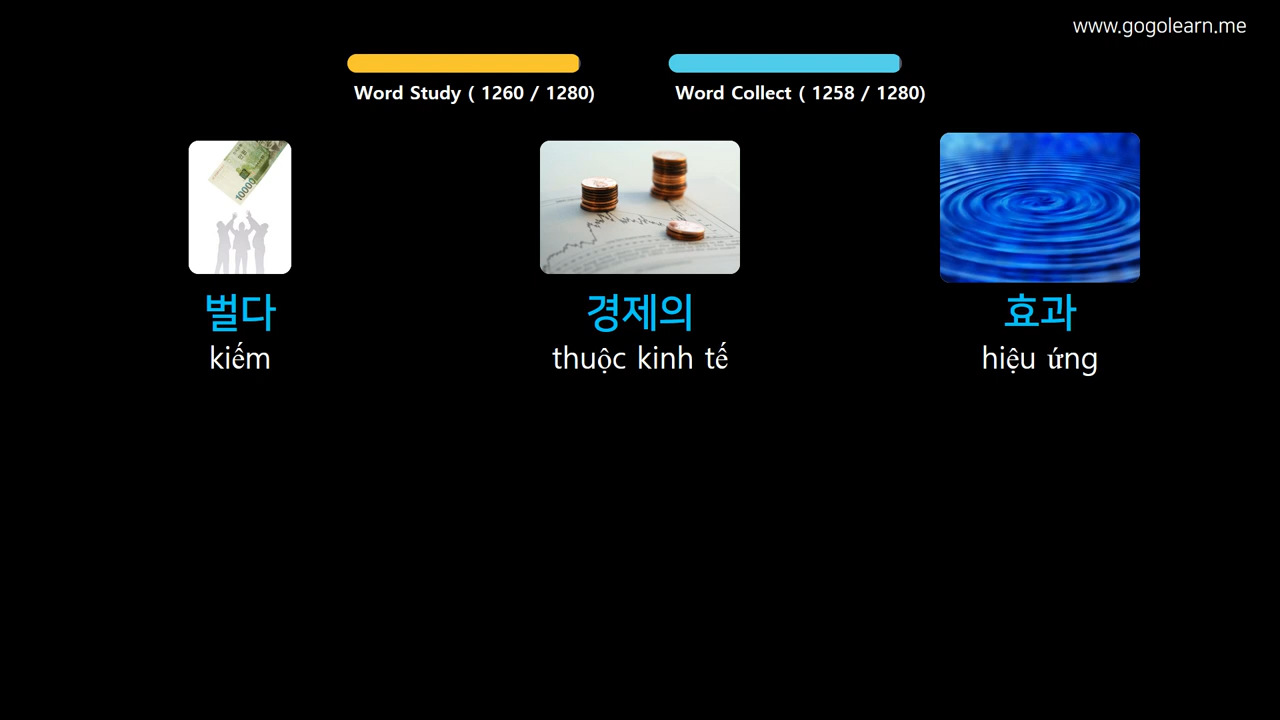 www.gogolearn.me
Word Study ( 1260 / 1280)
Word Collect ( 1258 / 1280)
10000
벌다
경제의
효과
kiếm
thuộc kinh tế
hiệu ứng